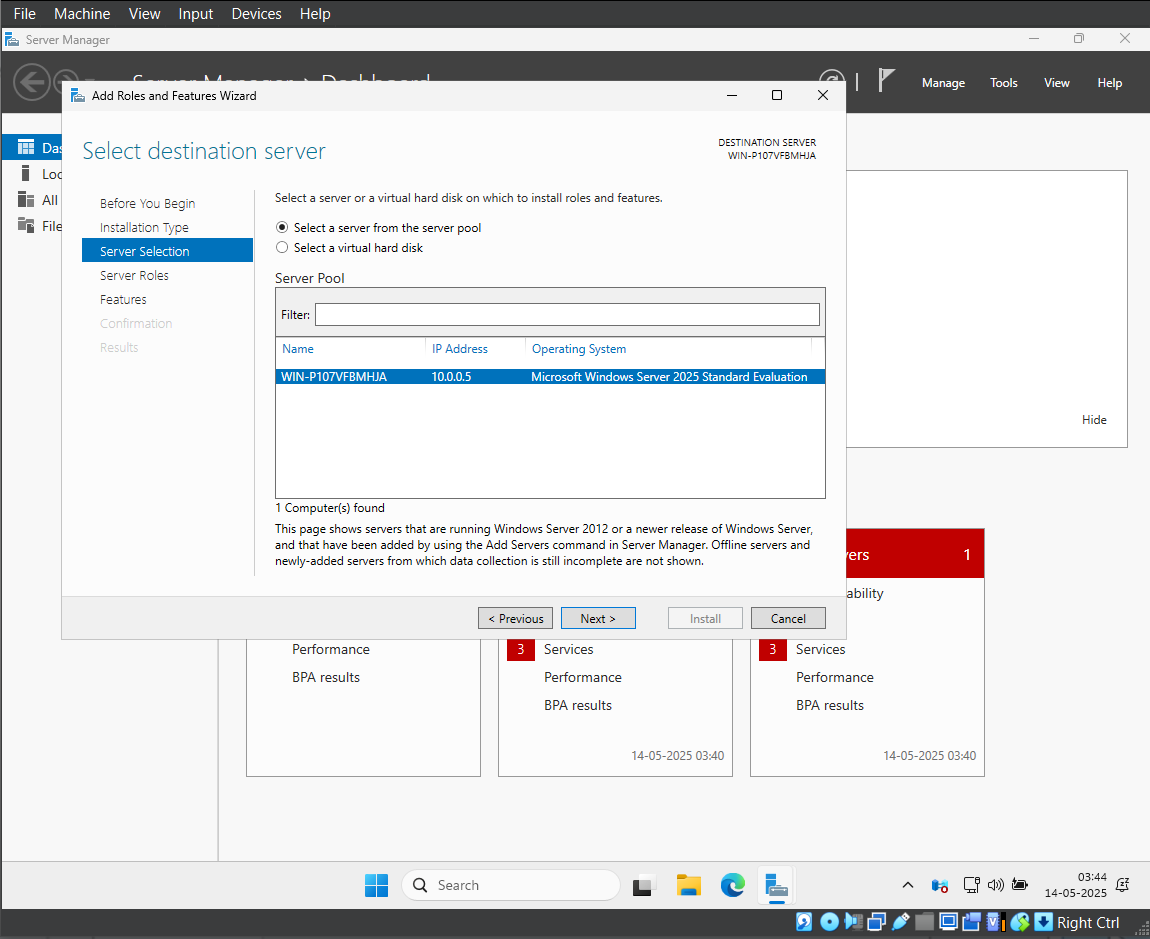 File Machine View Input Devices Help
Server Manager
Server Manager Dashboard
Manage Tools View Help
Add Roles and Features Wizard
Select destination server
DESTINATION SERVER
WIN-P107VFBMHJA
Das
Loc
All
File
Before You Begin
Installation Type
Server Selection
Server Roles
Features
Confirmation
Results
Select a server or a virtual hard disk on which to install roles and features.
Select a server from the server pool
Select a virtual hard disk
Server Pool
Filter:
Name IP Address Operating System
WIN-P107VFBMHJA 10.0.0.5 Microsoft Windows Server 2025 Standard Evaluation
1 Computer(s) found
This page shows servers that are running Windows Server 2012 or a newer release of Windows Server,
and that have been added by using the Add Servers command in Server Manager. Offline servers and
newly-added servers from which data collection is still incomplete are not shown.
< Previous Next > Install Cancel
Hide
vers 1
ability
Performance
BPA results
3 Services
Performance
BPA results
14-05-2025 03:40
3 Services
Performance
BPA results
14-05-2025 03:40
Search
03:44
14-05-2025
Right Ctrl